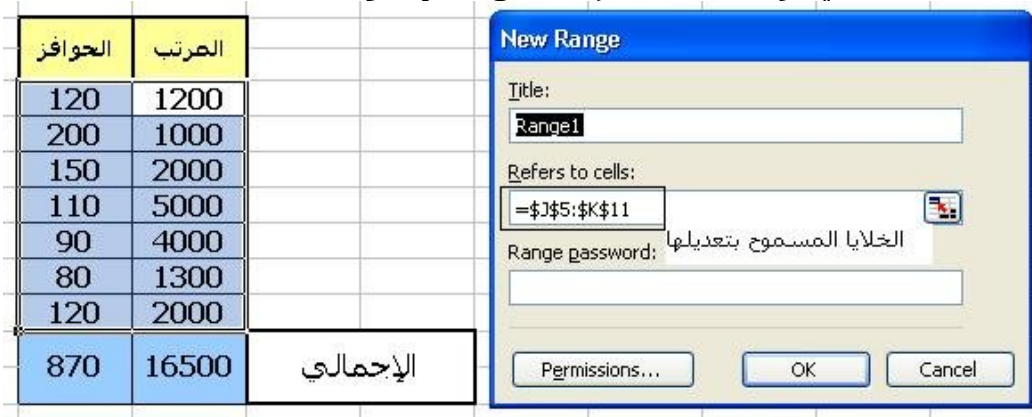 المرتب الحوافز
1200 120
1000 200
2000 150
5000 110
4000 90
1300 80
2000 120
الإجمالي 16500 870
New Range
Title:
Range1
Refers to cells:
=$J$5:$K$11
الخلايا المسموح بتعديلها
Range password:
Permissions... OK Cancel